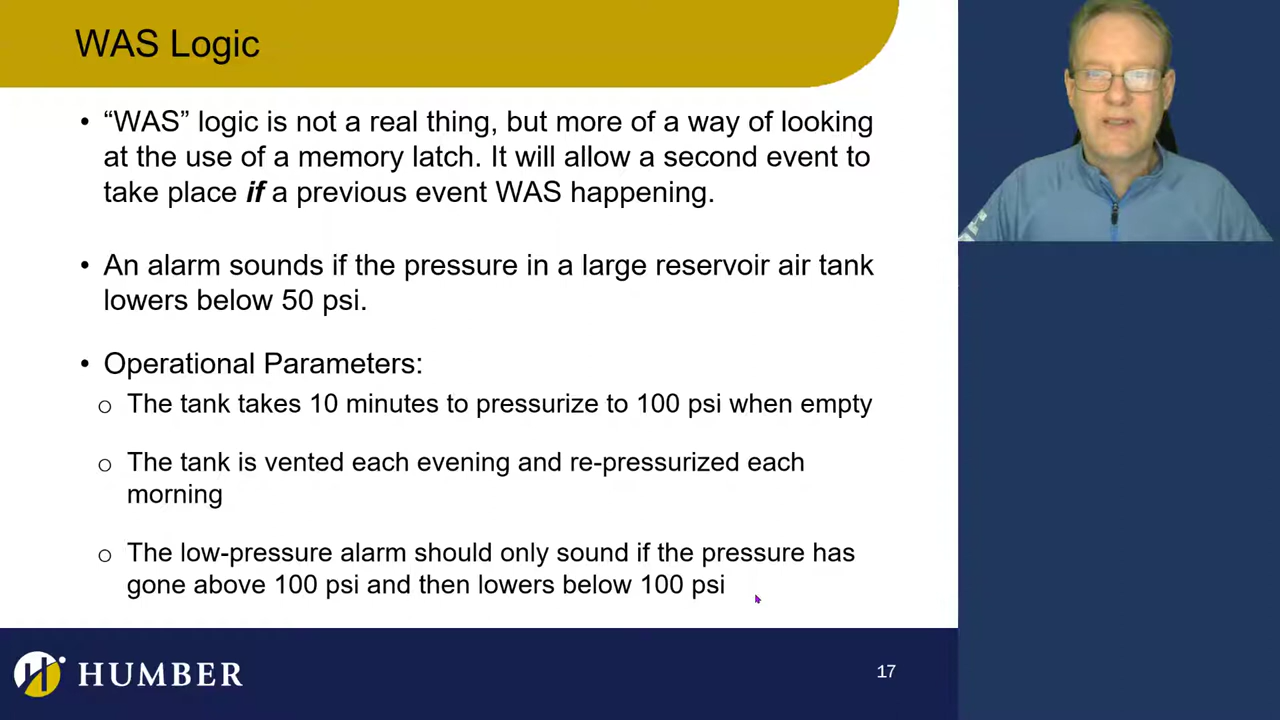 WAS Logic
• “WAS” logic is not a real thing, but more of a way of looking
at the use of a memory latch. It will allow a second event to
take place if a previous event WAS happening.
• An alarm sounds if the pressure in a large reservoir air tank
lowers below 50 psi.
• Operational Parameters:
o The tank takes 10 minutes to pressurize to 100 psi when empty
o The tank is vented each evening and re-pressurized each
morning
o The low-pressure alarm should only sound if the pressure has
gone above 100 psi and then lowers below 100 psi
HUMBER
17